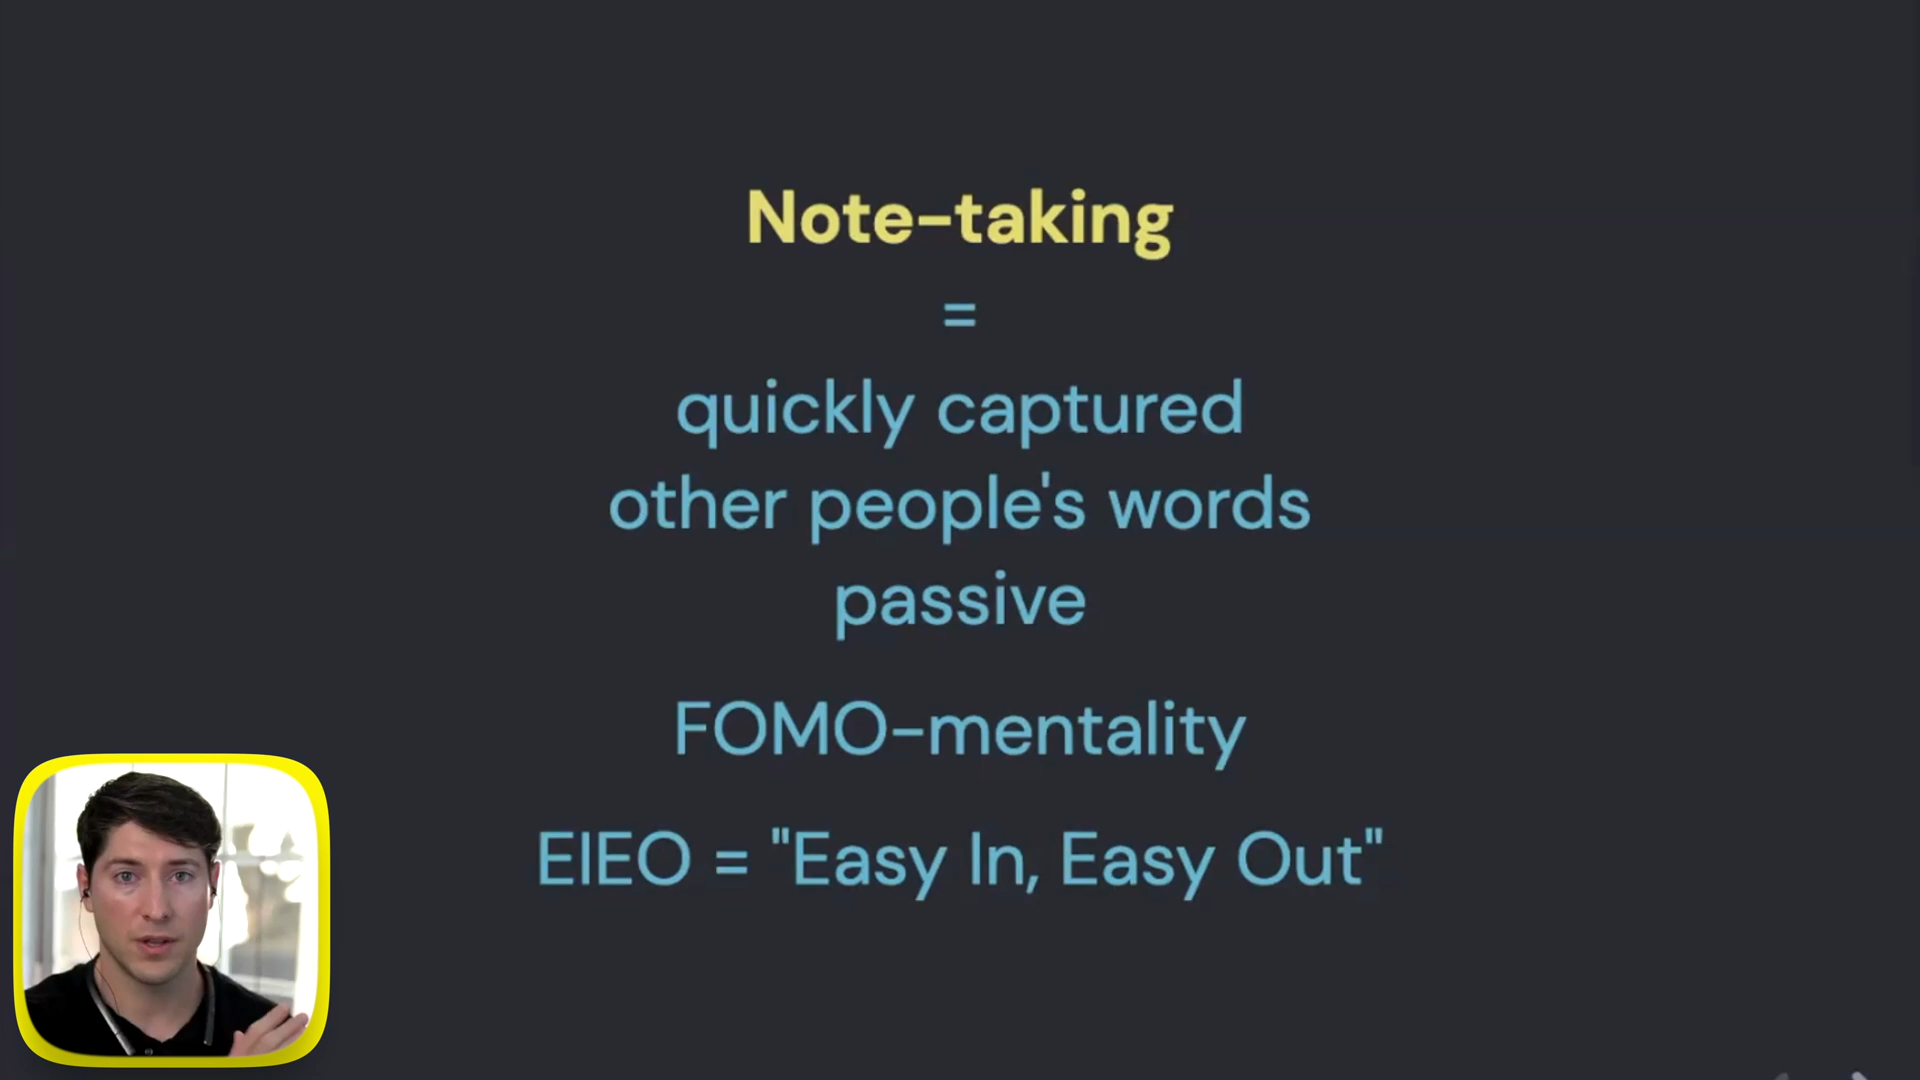 Note-taking
=
quickly captured
other people's words
passive
FOMO-mentality
EIEO = "Easy In, Easy Out"